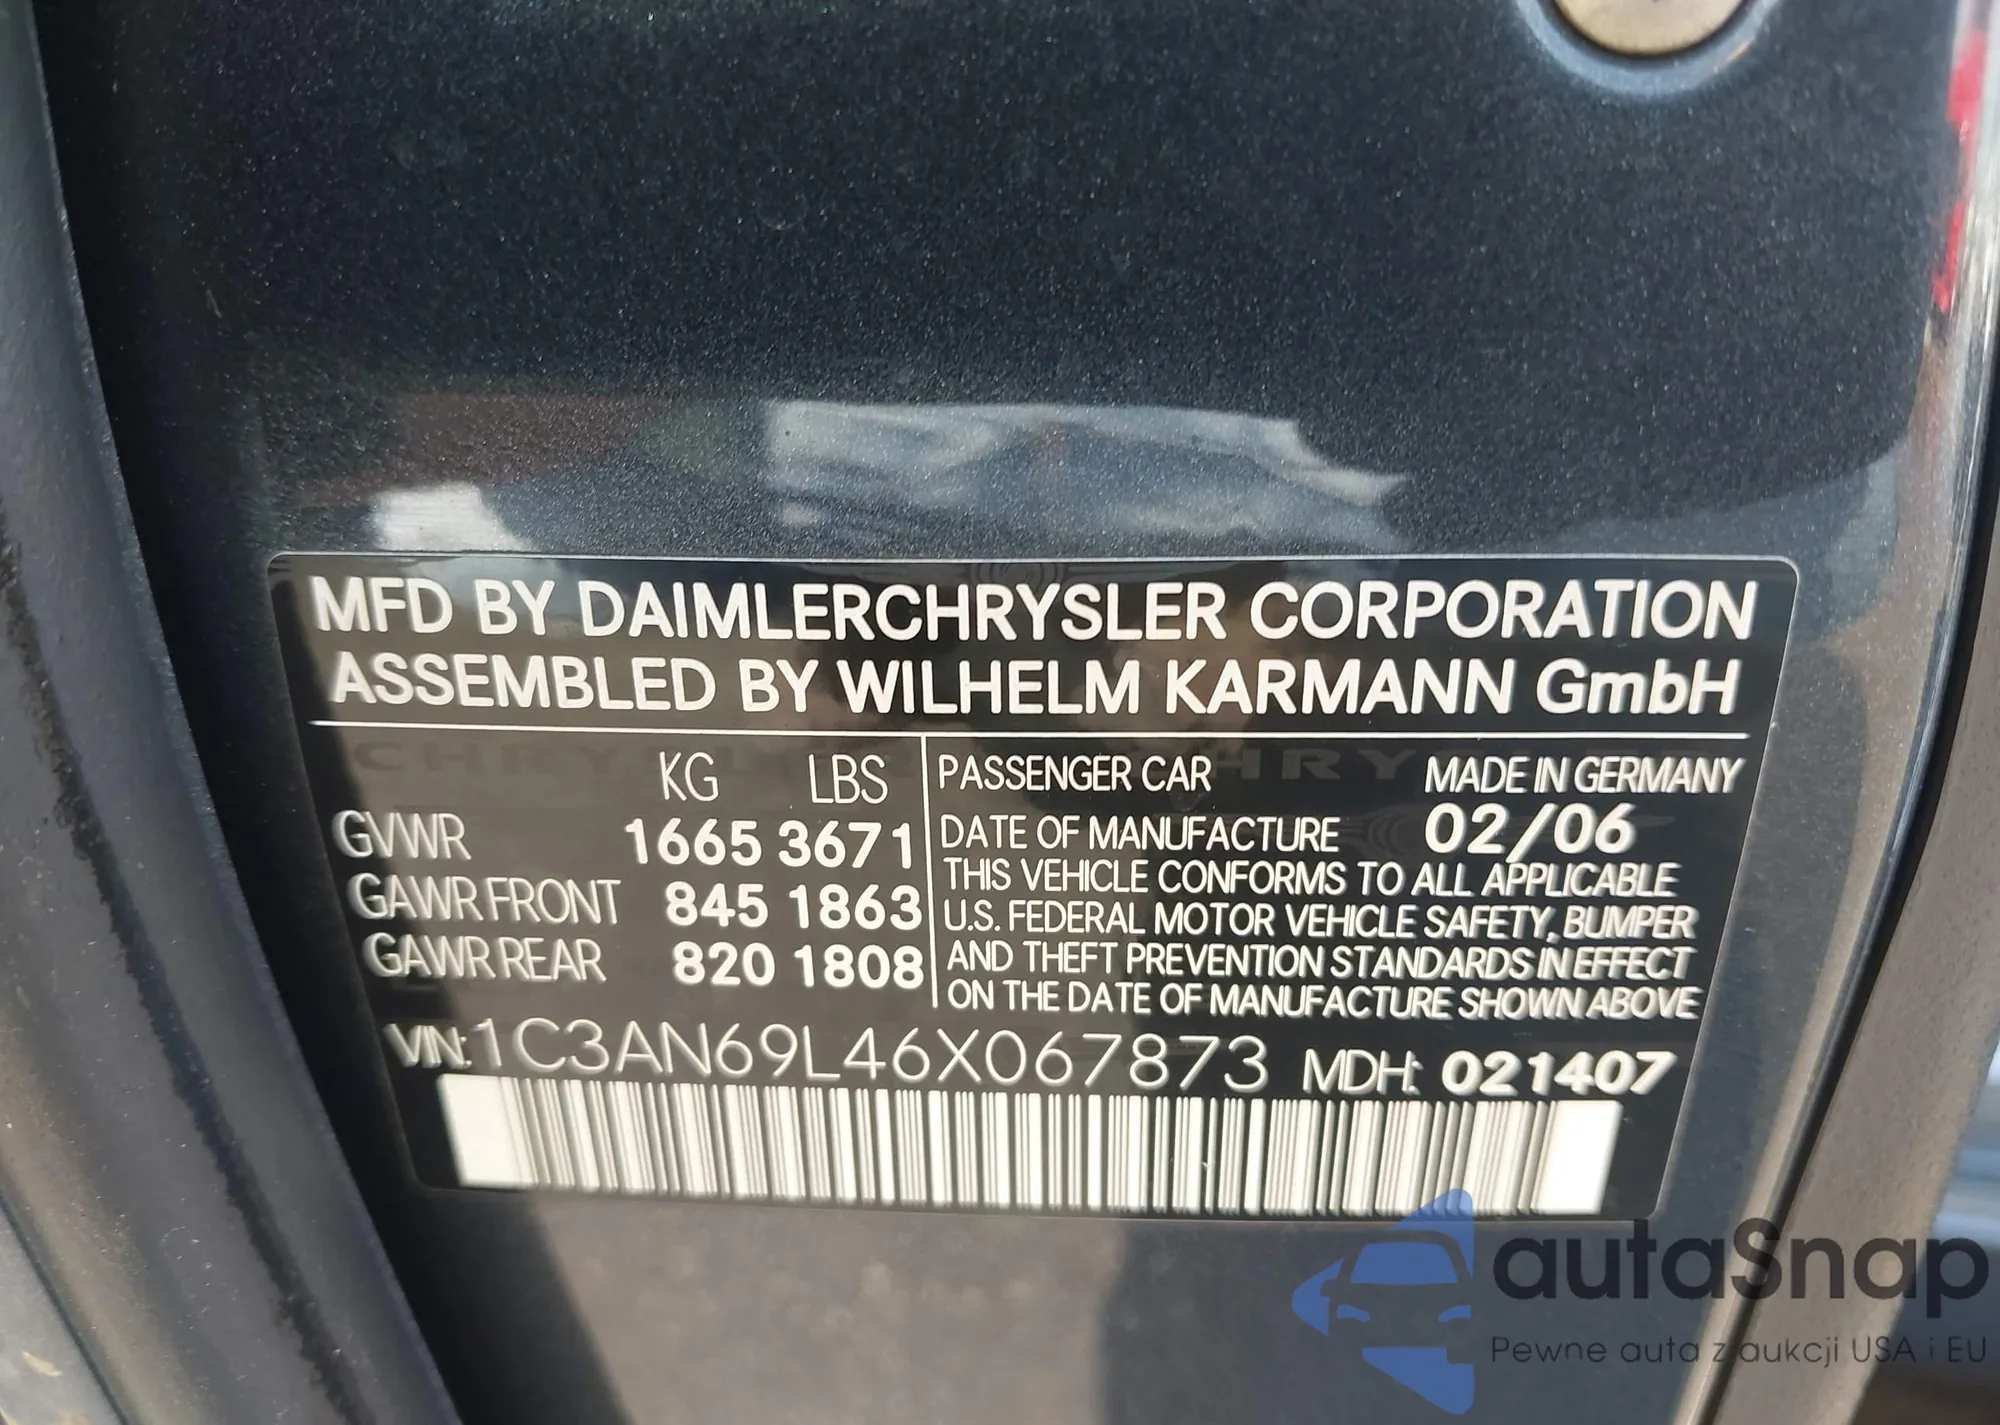 MFD BY DAIMLERCHRYSLER CORPORATION
ASSEMBLED BY WILHELM KARMANN GmbH
KG LBS
GVWR 1665 3671
GAWR FRONT 845 1863
GAWR REAR 820 1808
PASSENGER CAR MADE IN GERMANY
DATE OF MANUFACTURE 02/06
THIS VEHICLE CONFORMS TO ALL APPLICABLE
U.S. FEDERAL MOTOR VEHICLE SAFETY, BUMPER
AND THEFT PREVENTION STANDARDS IN EFFECT
ON THE DATE OF MANUFACTURE SHOWN ABOVE
VIN: 1C3AN69L46X067873 MDH: 021407
autaSnap
Pewne auta z aukcji USA i EU